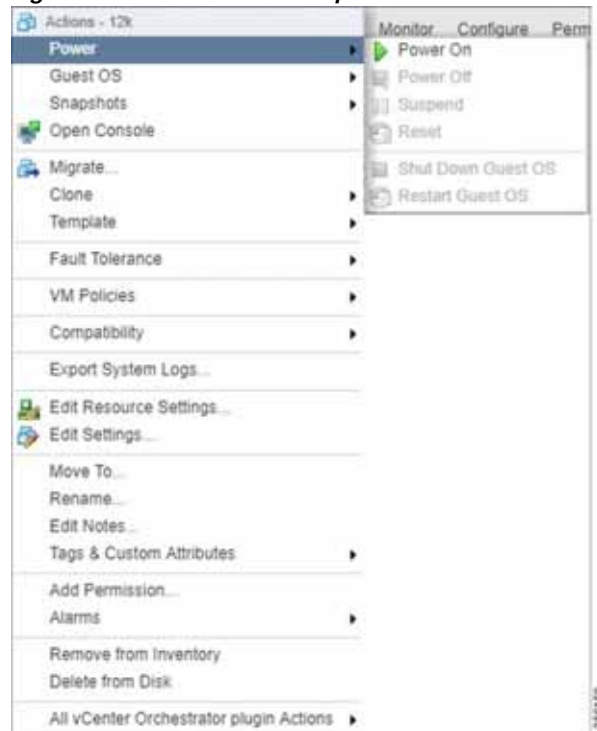 Actions - 12k
Monitor Configure Perm
Power
Power On
Power Off
Suspend
Reset
Shut Down Guest OS
Restart Guest OS
Guest OS
Snapshots
Open Console
Migrate...
Clone
Template
Fault Tolerance
VM Policies
Compatibility
Export System Logs...
Edit Resource Settings...
Edit Settings...
Move To...
Rename...
Edit Notes...
Tags & Custom Attributes
Add Permission...
Alarms
Remove from Inventory
Delete from Disk
All vCenter Orchestrator plugin Actions